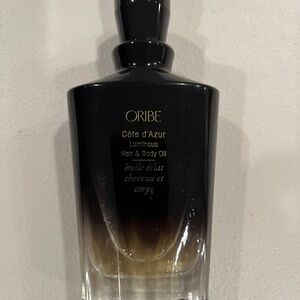 ORIBE
Côte d'Azur
Luminous
Hair & Body Oil
huile éclat
cheveux et
corps